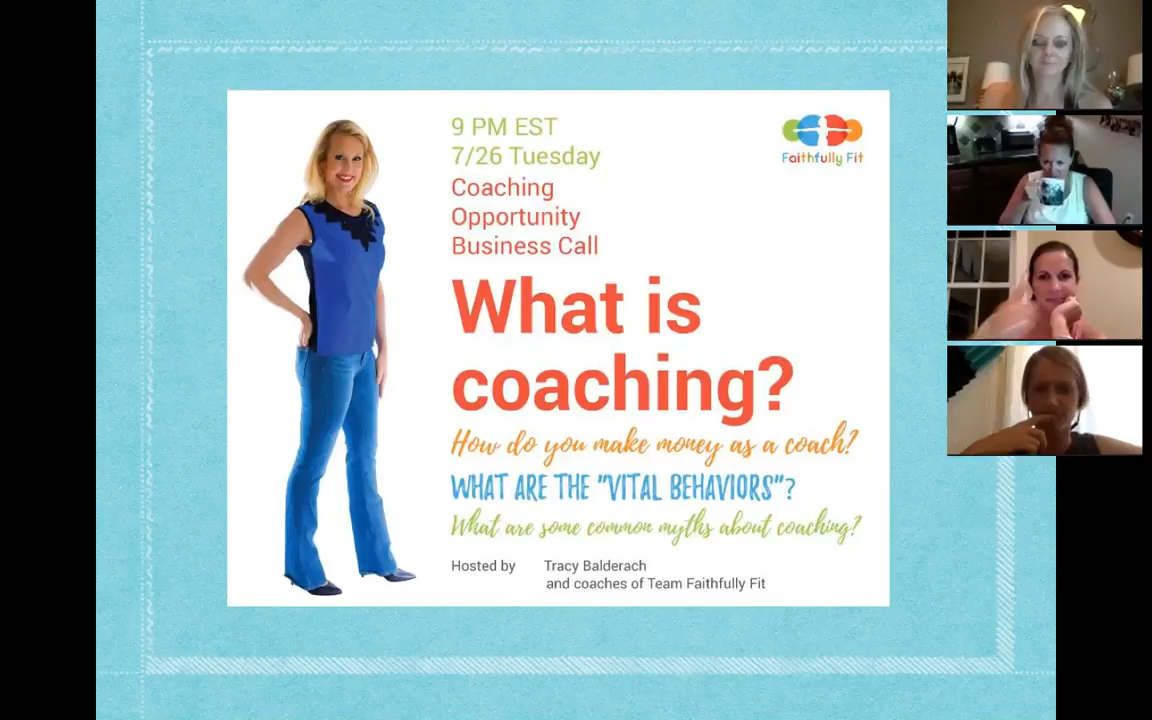 9 PM EST
7/26 Tuesday
Coaching
Opportunity
Business Call
Faithfully Fit
What is
coaching?
How do you make money as a coach?
WHAT ARE THE "VITAL BEHAVIORS"?
What are some common myths about coaching?
Hosted by Tracy Balderach
and coaches of Team Faithfully Fit